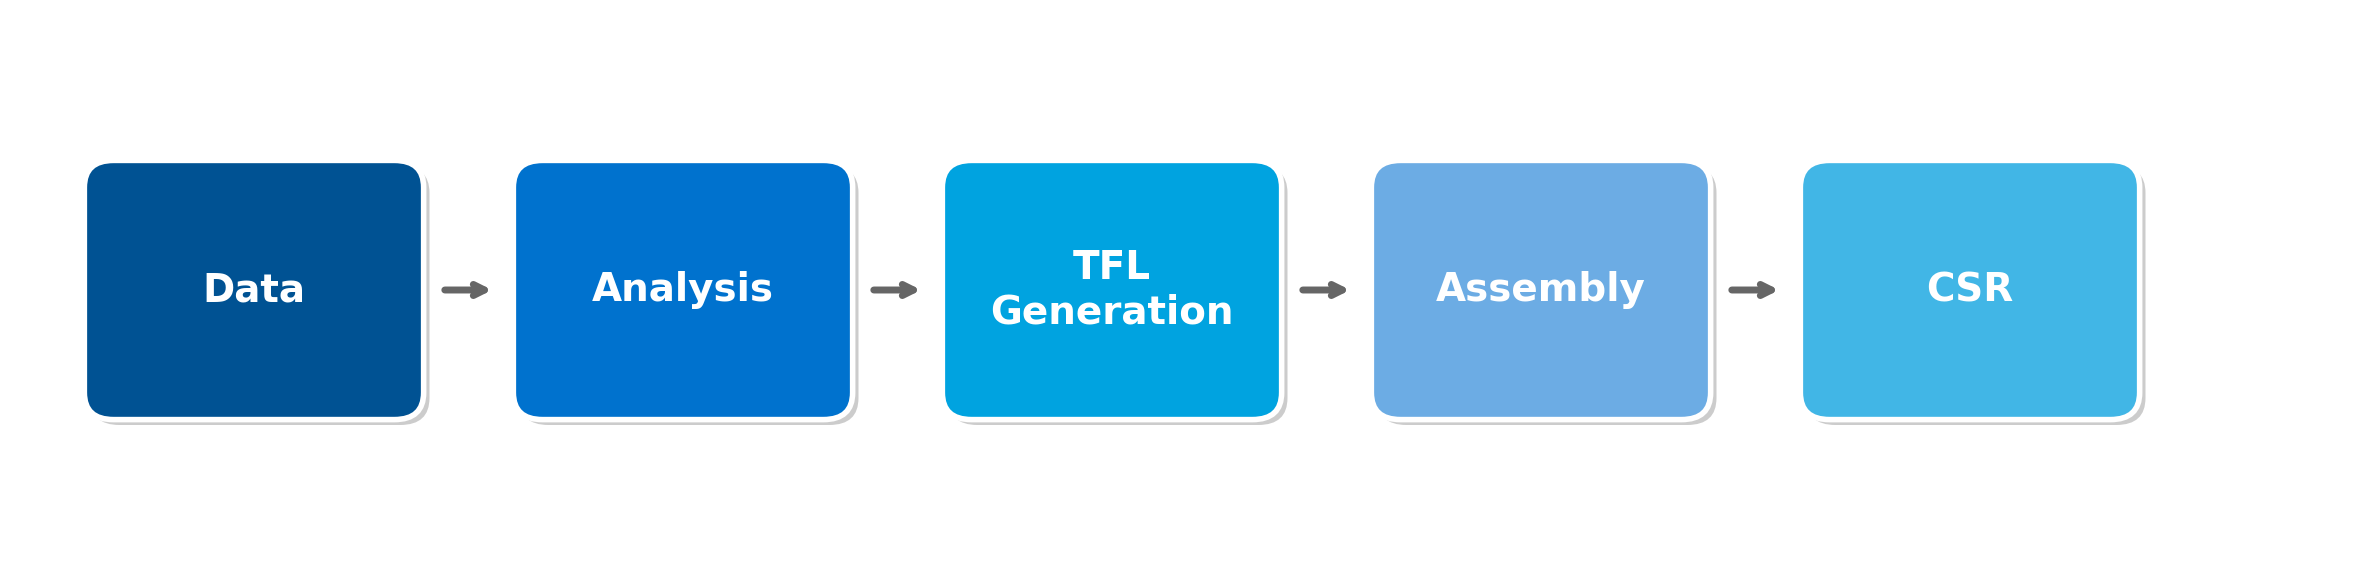 Data
Analysis
TFL
Generation
Assembly
CSR